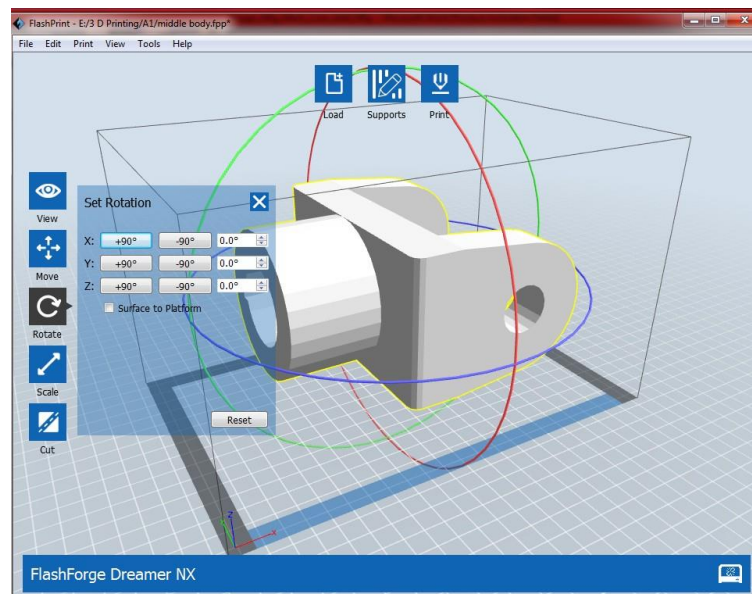 FlashPrint - E:/3 D Printing/A1/middle body.fpp*
File Edit Print View Tools Help
Load Supports Print
View
Move
Rotate
Scale
Cut
Set Rotation
X: +90° -90° 0.0°
Y: +90° -90° 0.0°
Z: +90° -90° 0.0°
Surface to Platform
Reset
z
x
FlashForge Dreamer NX